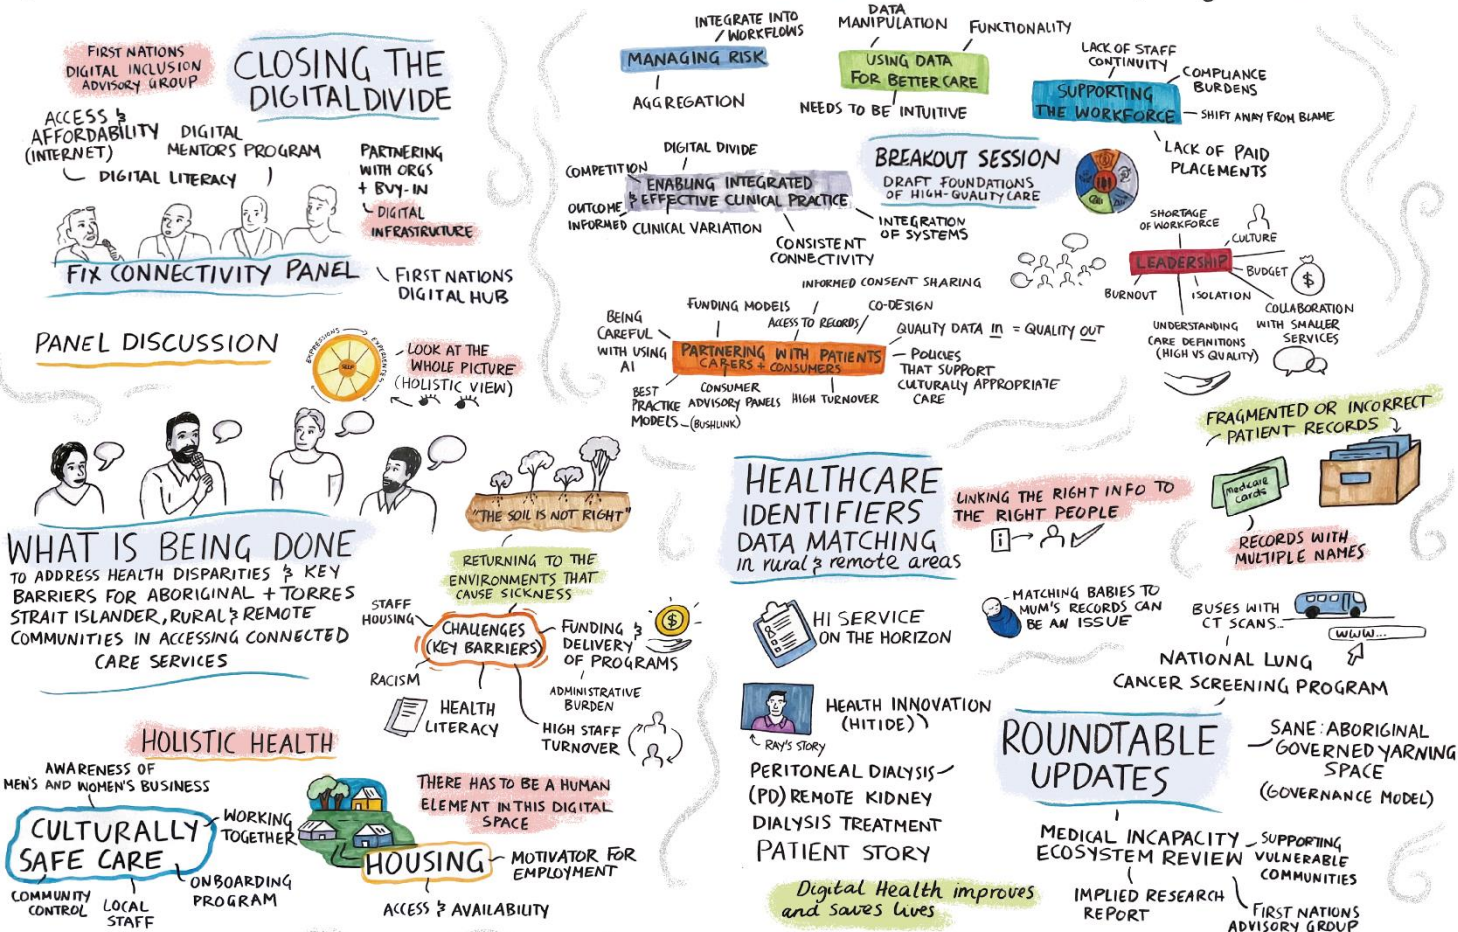 FIRST NATIONS
DIGITAL INCLUSION
ADVISORY GROUP
CLOSING THE
DIGITAL DIVIDE
ACCESS &
AFFORDABILITY
(INTERNET)
DIGITAL
MENTORS PROGRAM
DIGITAL LITERACY
PARTNERING
WITH ORGS
+ BUY-IN
DIGITAL
INFRASTRUCTURE
FIX CONNECTIVITY PANEL
FIRST NATIONS
DIGITAL HUB
PANEL DISCUSSION
EXPRESSIONS
EXPERIENCES
SELF
LOOK AT THE
WHOLE PICTURE
(HOLISTIC VIEW)
"THE SOIL IS NOT RIGHT"
RETURNING TO THE
ENVIRONMENTS THAT
CAUSE SICKNESS
WHAT IS BEING DONE
TO ADDRESS HEALTH DISPARITIES & KEY
BARRIERS FOR ABORIGINAL + TORRES
STRAIT ISLANDER, RURAL & REMOTE
COMMUNITIES IN ACCESSING CONNECTED
CARE SERVICES
STAFF
HOUSING
CHALLENGES
(KEY BARRIERS)
FUNDING &
DELIVERY
OF PROGRAMS
ADMINISTRATIVE
BURDEN
RACISM
HEALTH
LITERACY
HIGH STAFF
TURNOVER
HOLISTIC HEALTH
AWARENESS OF
MEN'S AND WOMEN'S BUSINESS
CULTURALLY
SAFE CARE
WORKING
TOGETHER
COMMUNITY
CONTROL
LOCAL
STAFF
ONBOARDING
PROGRAM
THERE HAS TO BE A HUMAN
ELEMENT IN THIS DIGITAL
SPACE
HOUSING
MOTIVATOR FOR
EMPLOYMENT
ACCESS & AVAILABILITY
INTEGRATE INTO
WORKFLOWS
MANAGING RISK
AGGREGATION
DATA
MANIPULATION
FUNCTIONALITY
USING DATA
FOR BETTER CARE
NEEDS TO BE INTUITIVE
LACK OF STAFF
CONTINUITY
COMPLIANCE
BURDENS
SUPPORTING
THE WORKFORCE
SHIFT AWAY FROM BLAME
LACK OF PAID
PLACEMENTS
BREAKOUT SESSION
DRAFT FOUNDATIONS
OF HIGH-QUALITY CARE
DIGITAL DIVIDE
COMPETITION
ENABLING INTEGRATED
& EFFECTIVE CLINICAL PRACTICE
OUTCOME
INFORMED
CLINICAL VARIATION
CONSISTENT
CONNECTIVITY
INTEGRATION
OF SYSTEMS
SHORTAGE
OF WORKFORCE
CULTURE
LEADERSHIP
BUDGET
BURNOUT
ISOLATION
UNDERSTANDING
CARE DEFINITIONS
(HIGH VS QUALITY)
COLLABORATION
WITH SMALLER
SERVICES
INFORMED CONSENT SHARING
FUNDING MODELS
ACCESS TO RECORDS
CO-DESIGN
BEING
CAREFUL
WITH USING
AI
PARTNERING WITH PATIENTS
CARERS + CONSUMERS
QUALITY DATA IN = QUALITY OUT
POLICIES
THAT SUPPORT
CULTURALLY APPROPRIATE
CARE
BEST
PRACTICE
MODELS
CONSUMER
ADVISORY PANELS
(BUSHLINK)
HIGH TURNOVER
HEALTHCARE
IDENTIFIERS
DATA MATCHING
in rural & remote areas
LINKING THE RIGHT INFO TO
THE RIGHT PEOPLE
i
FRAGMENTED OR INCORRECT
PATIENT RECORDS
medicare
cards
RECORDS WITH
MULTIPLE NAMES
HI SERVICE
ON THE HORIZON
MATCHING BABIES TO
MUM'S RECORDS CAN
BE AN ISSUE
BUSES WITH
CT SCANS..
WWW...
NATIONAL LUNG
CANCER SCREENING PROGRAM
HEALTH INNOVATION
(HITIDE)
RAY'S STORY
PERITONEAL DIALYSIS
(PD) REMOTE KIDNEY
DIALYSIS TREATMENT
PATIENT STORY
Digital Health improves
and saves lives
ROUNDTABLE
UPDATES
SANE: ABORIGINAL
GOVERNED YARNING
SPACE
(GOVERNANCE MODEL)
MEDICAL INCAPACITY
ECOSYSTEM REVIEW
SUPPORTING
VULNERABLE
COMMUNITIES
IMPLIED RESEARCH
REPORT
FIRST NATIONS
ADVISORY GROUP